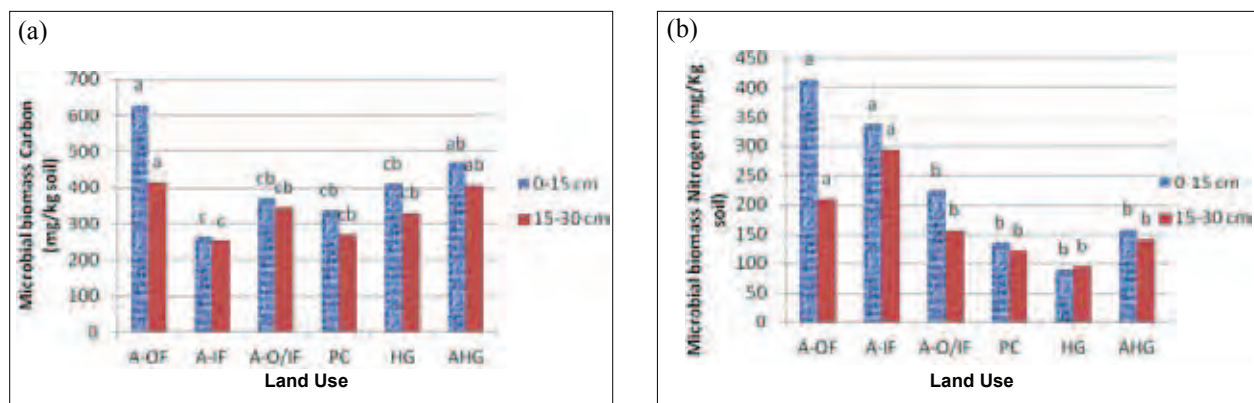 (a)
Microbial biomass Carbon
(mg/kg soil)
700
600
500
400
300
200
100
0
a
a
c
c
cb
cb
cb
cb
cb
cb
ab
ab
0-15 cm
15-30 cm
A-OF
A-IF
A-O/IF
PC
HG
AHG
Land Use
(b)
Microbial biomass Nitrogen (mg/Kg
soil)
450
400
350
300
250
200
150
100
50
0
a
a
a
a
b
b
b
b
b
b
b
b
0-15 cm
15-30 cm
A-OF
A-IF
A-O/IF
PC
HG
AHG
Land Use